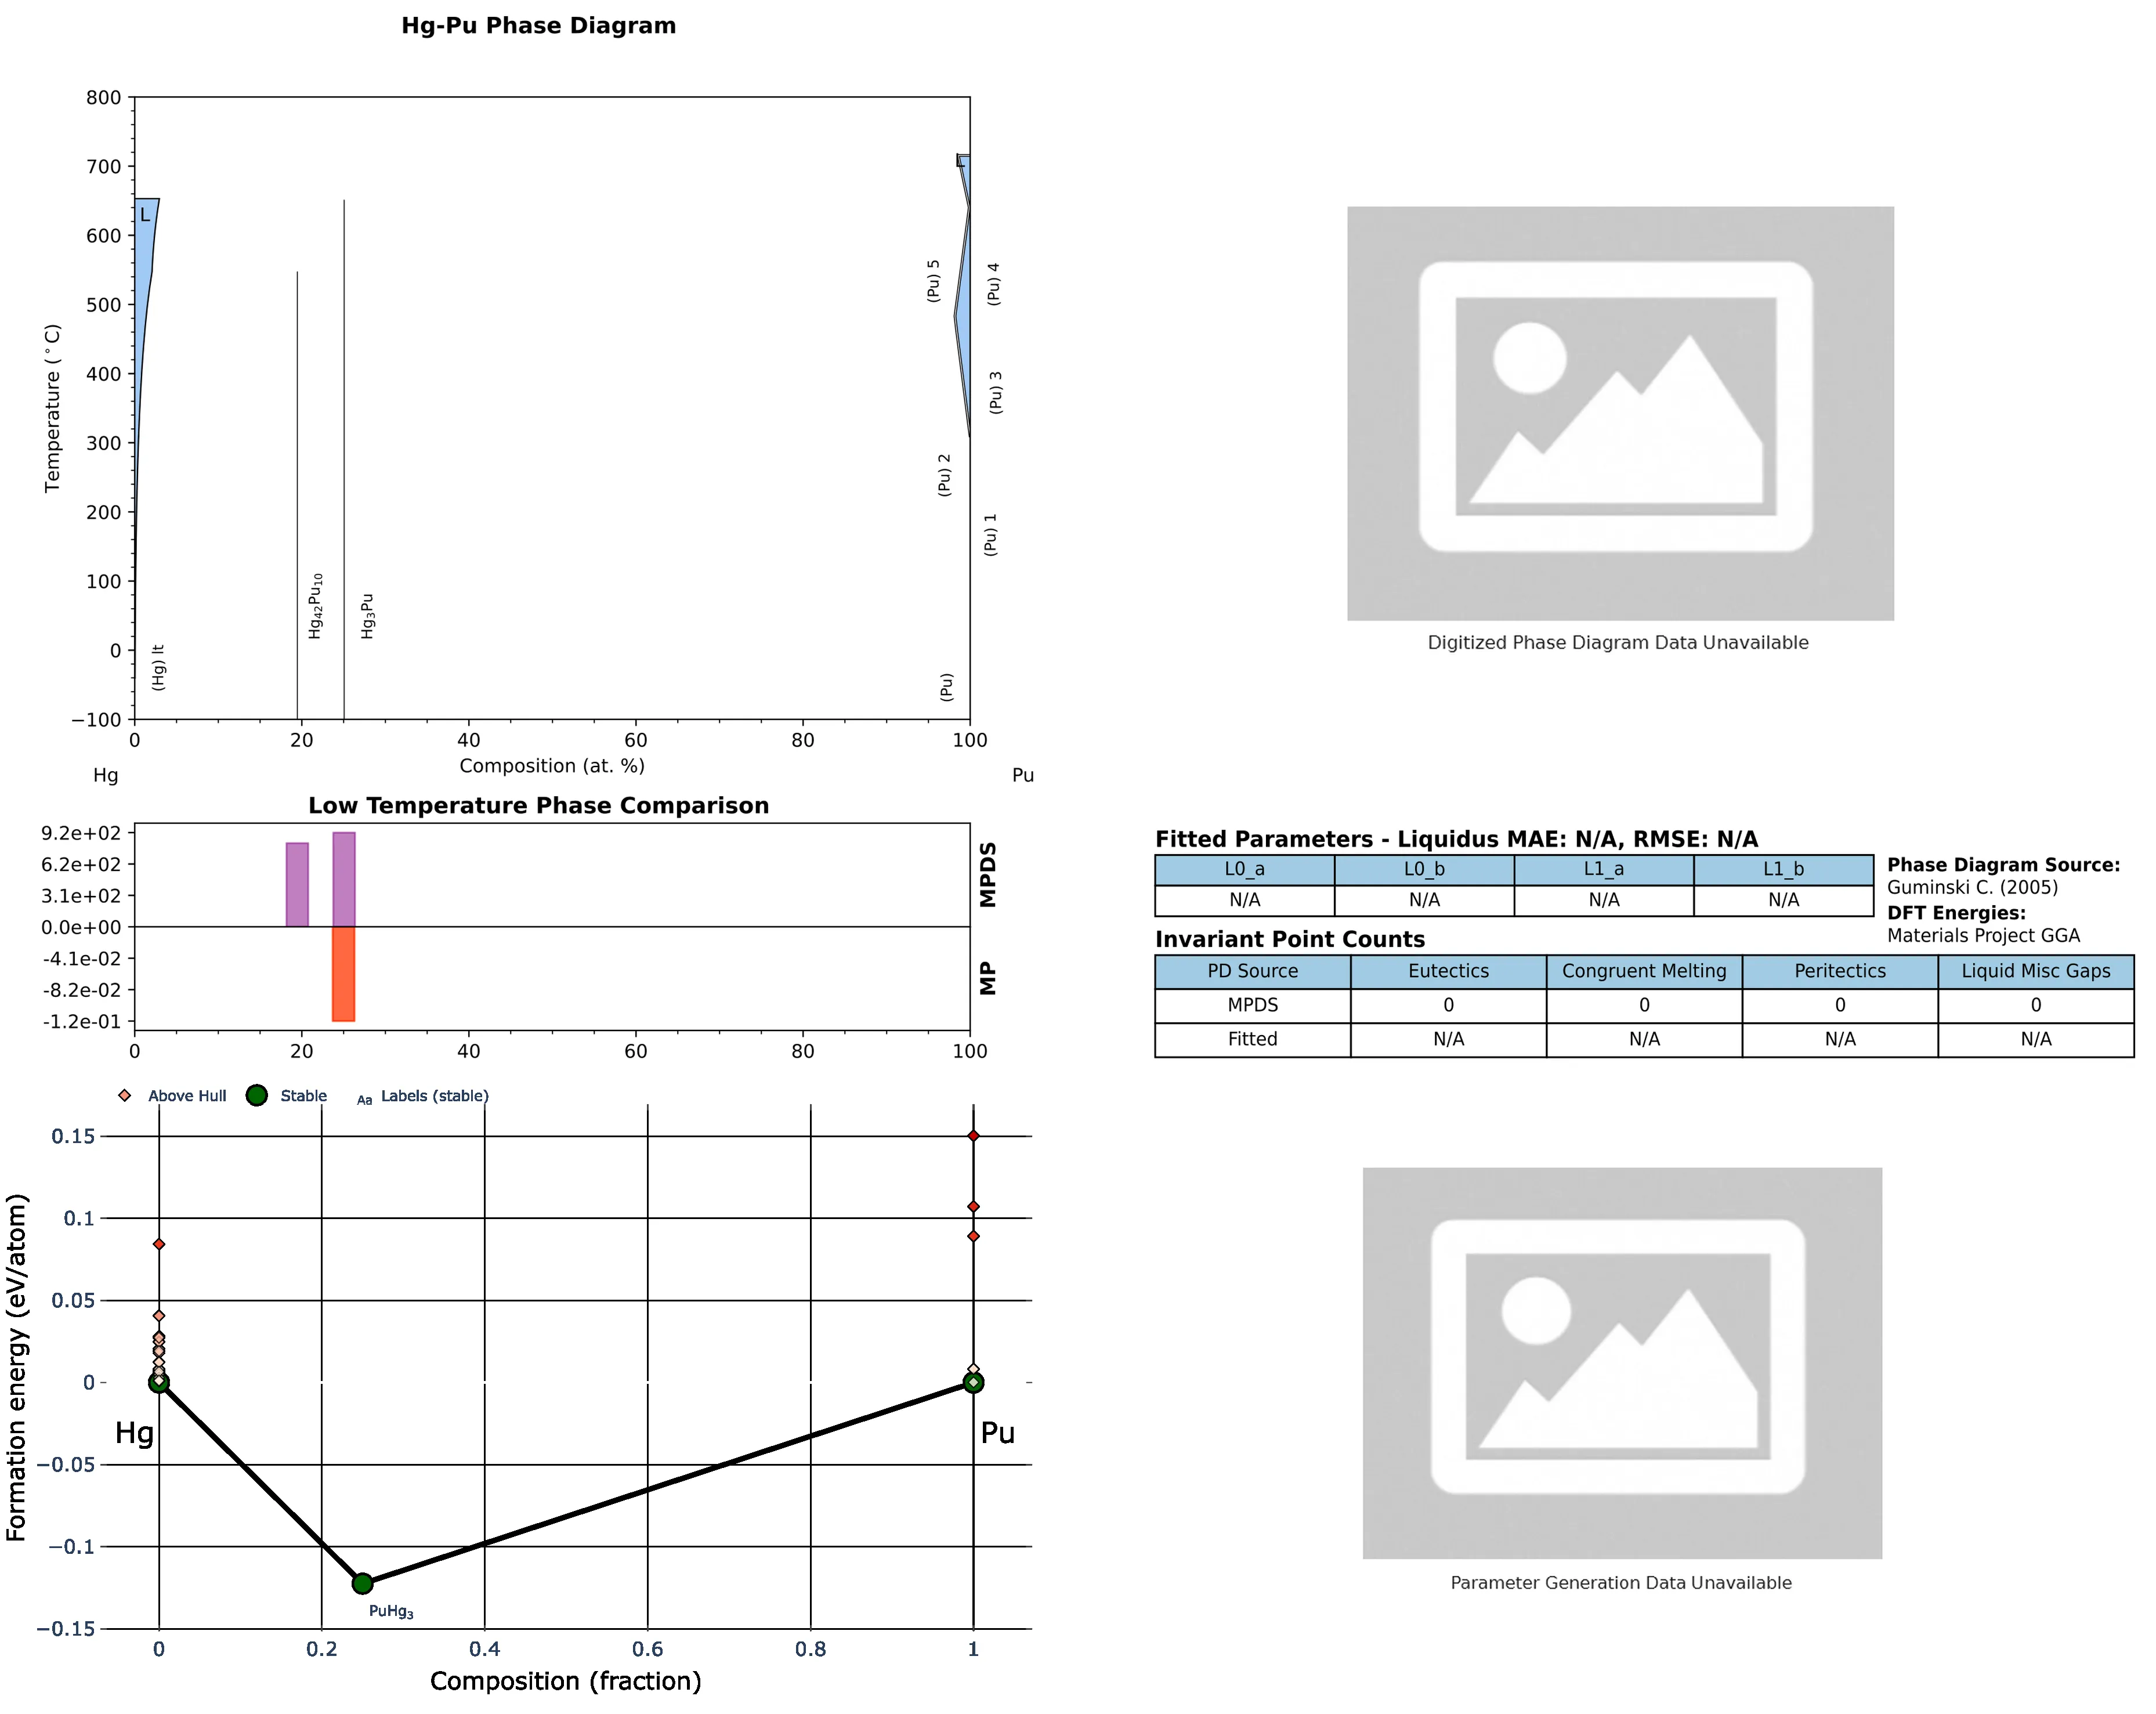 Hg-Pu Phase Diagram
800
700
600
500
400
300
200
100
0
−100
Temperature (°C)
L
L
(Pu) 5
(Pu) 4
(Pu) 3
(Pu) 2
(Pu) 1
(Pu)
(Hg) lt
Hg42Pu10
Hg3Pu
0 20 40 60 80 100
Composition (at. %)
Hg
Pu
Digitized Phase Diagram Data Unavailable
Low Temperature Phase Comparison
9.2e+02
6.2e+02
3.1e+02
0.0e+00
-4.1e-02
-8.2e-02
-1.2e-01
MPDS
MP
0 20 40 60 80 100
Fitted Parameters - Liquidus MAE: N/A, RMSE: N/A
L0_a L0_b L1_a L1_b
N/A N/A N/A N/A
Phase Diagram Source:
Guminski C. (2005)
DFT Energies:
Materials Project GGA
Invariant Point Counts
PD Source Eutectics Congruent Melting Peritectics Liquid Misc Gaps
MPDS 0 0 0 0
Fitted N/A N/A N/A N/A
Above Hull Stable Aa Labels (stable)
0.15
0.1
0.05
0
−0.05
−0.1
−0.15
Formation energy (eV/atom)
Hg
Pu
PuHg3
0 0.2 0.4 0.6 0.8 1
Composition (fraction)
Parameter Generation Data Unavailable